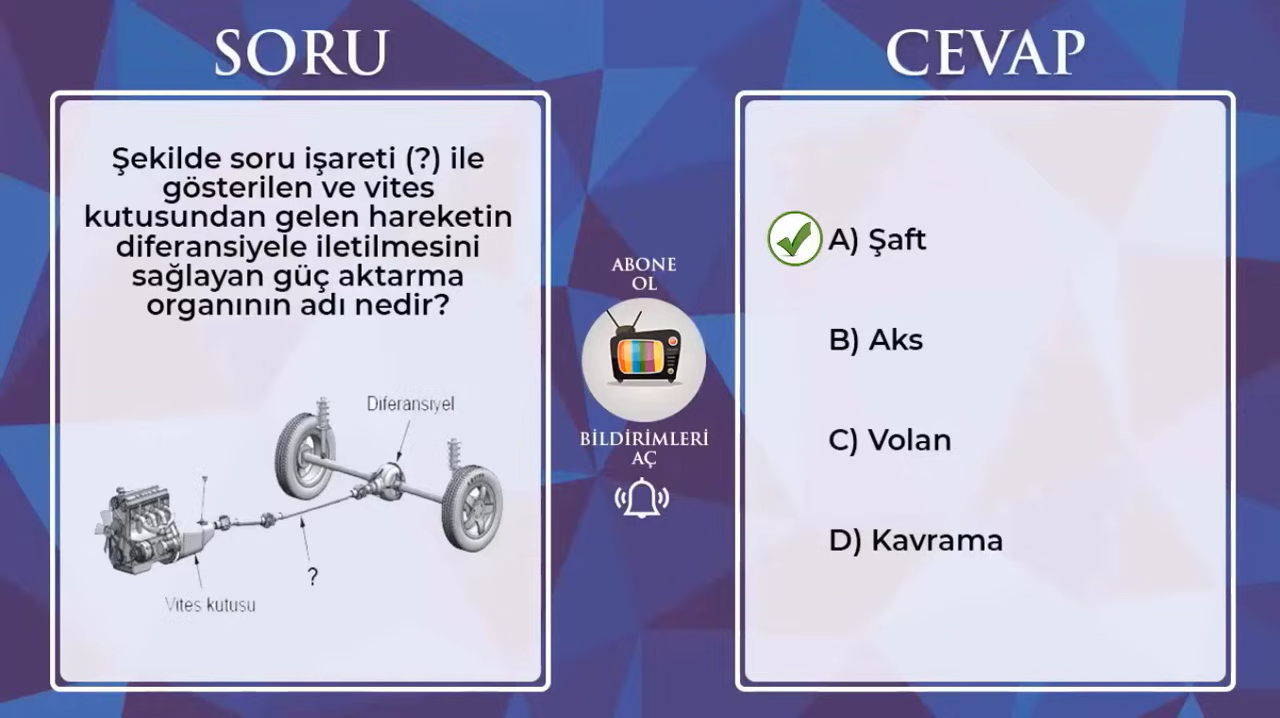 SORU
Şekilde soru işareti (?) ile
gösterilen ve vites
kutusundan gelen hareketin
diferansiyele iletilmesini
sağlayan güç aktarma
organının adı nedir?
Diferansiyel
?
Vites kutusu
ABONE
OL
BİLDİRİMLERİ
AÇ
CEVAP
A) Şaft
B) Aks
C) Volan
D) Kavrama